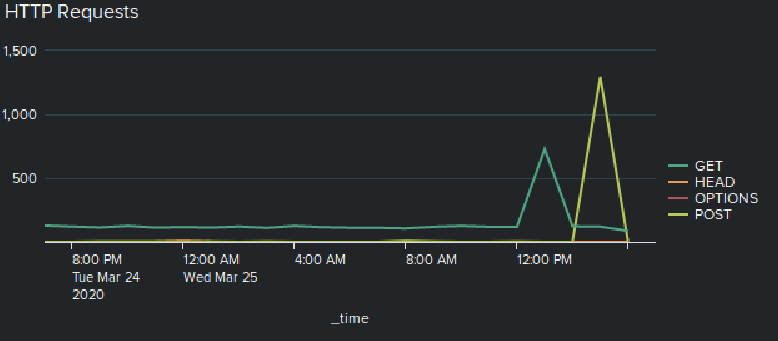 HTTP Requests
1,500
1,000
500
GET
HEAD
OPTIONS
POST
8:00 PM 12:00 AM 4:00 AM 8:00 AM 12:00 PM
Tue Mar 24 Wed Mar 25
2020
_time